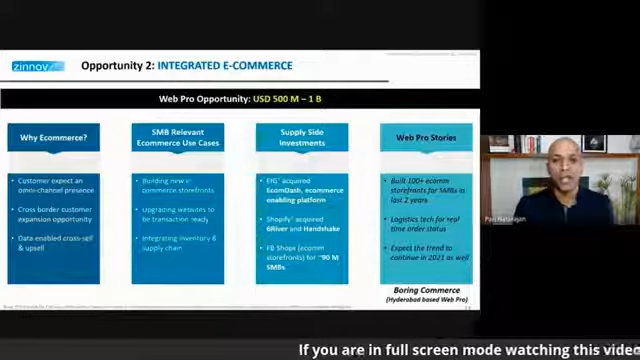 zinnov
Opportunity 2: INTEGRATED E-COMMERCE
Web Pro Opportunity: USD 500 M – 1 B
Why Ecommerce?
• Customer expect an
omni-channel presence
• Cross border customer
expansion opportunity
• Data enabled cross-sell
& upsell
SMB Relevant
Ecommerce Use Cases
• Building new e-
commerce storefronts
• Upgrading websites to
be transaction ready
• Integrating inventory &
supply chain
Supply Side
Investments
acquired
EcomDash, ecommerce
enabling platform
• Shopify acquired
6River and Handshake
• FB Shops (ecomm
storefronts) for ~90 M
SMBs
Web Pro Stories
• Built 100+ ecomm
storefronts for SMBs in
last 2 years
• Logistics tech for real
time order status
• Expect the trend to
continue in 2021 as well
Boring Commerce
(Hyderabad based Web Pro)
Pari Natarajan
If you are in full screen mode watching this video